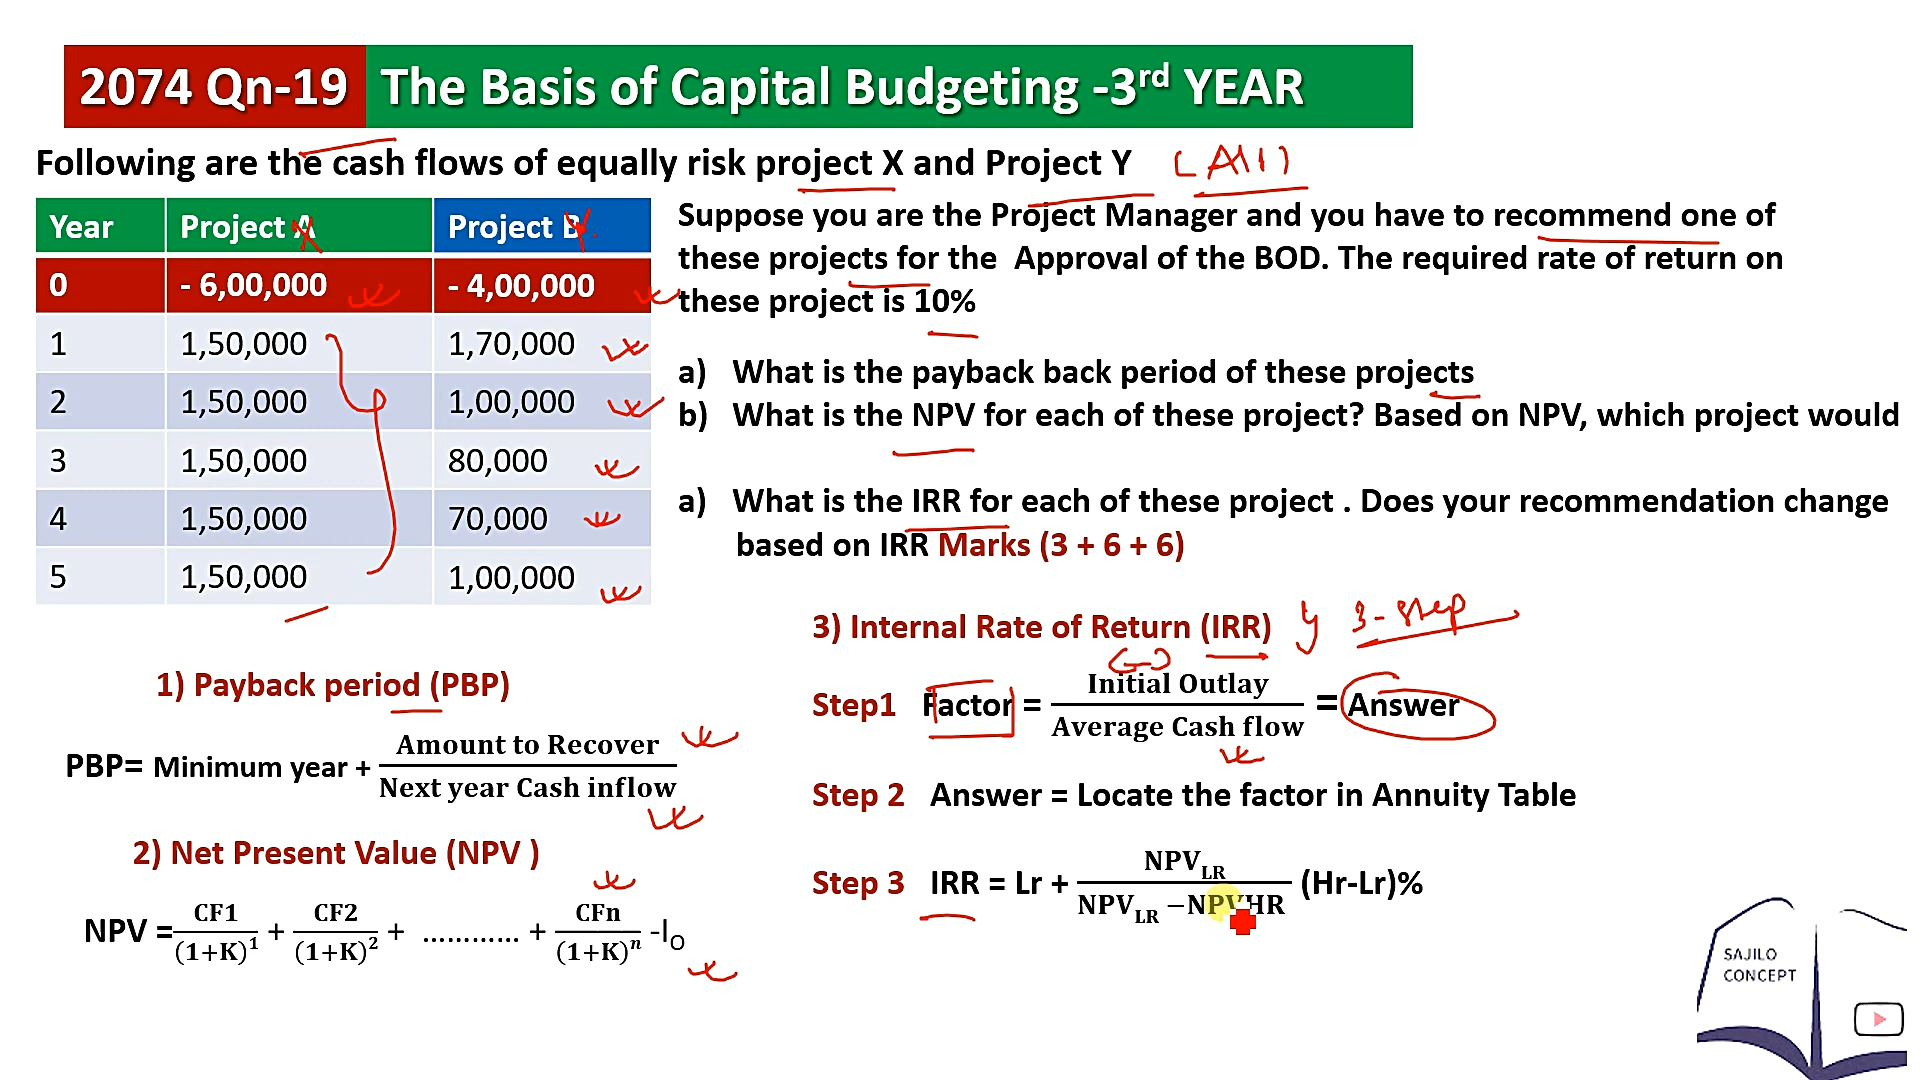 2074 Qn-19 The Basis of Capital Budgeting -3rd YEAR
Following are the cash flows of equally risk project X and Project Y (A11)
Year Project A X Project B Y
0 - 6,00,000 - 4,00,000
1 1,50,000 1,70,000
2 1,50,000 1,00,000
3 1,50,000 80,000
4 1,50,000 70,000
5 1,50,000 1,00,000
Suppose you are the Project Manager and you have to recommend one of
these projects for the Approval of the BOD. The required rate of return on
these project is 10%
a) What is the payback back period of these projects
b) What is the NPV for each of these project? Based on NPV, which project would
a) What is the IRR for each of these project . Does your recommendation change
based on IRR Marks (3 + 6 + 6)
1) Payback period (PBP)
PBP= Minimum year + Amount to Recover / Next year Cash inflow
2) Net Present Value (NPV )
NPV = CF1/(1+K)^1 + CF2/(1+K)^2 + ............ + CFn/(1+K)^n -IO
3) Internal Rate of Return (IRR) 3-step
Step1 Factor = Initial Outlay / Average Cash flow = Answer
Step 2 Answer = Locate the factor in Annuity Table
Step 3 IRR = Lr + NPVLR / NPVLR −NPVHR (Hr-Lr)%
SAJILO
CONCEPT